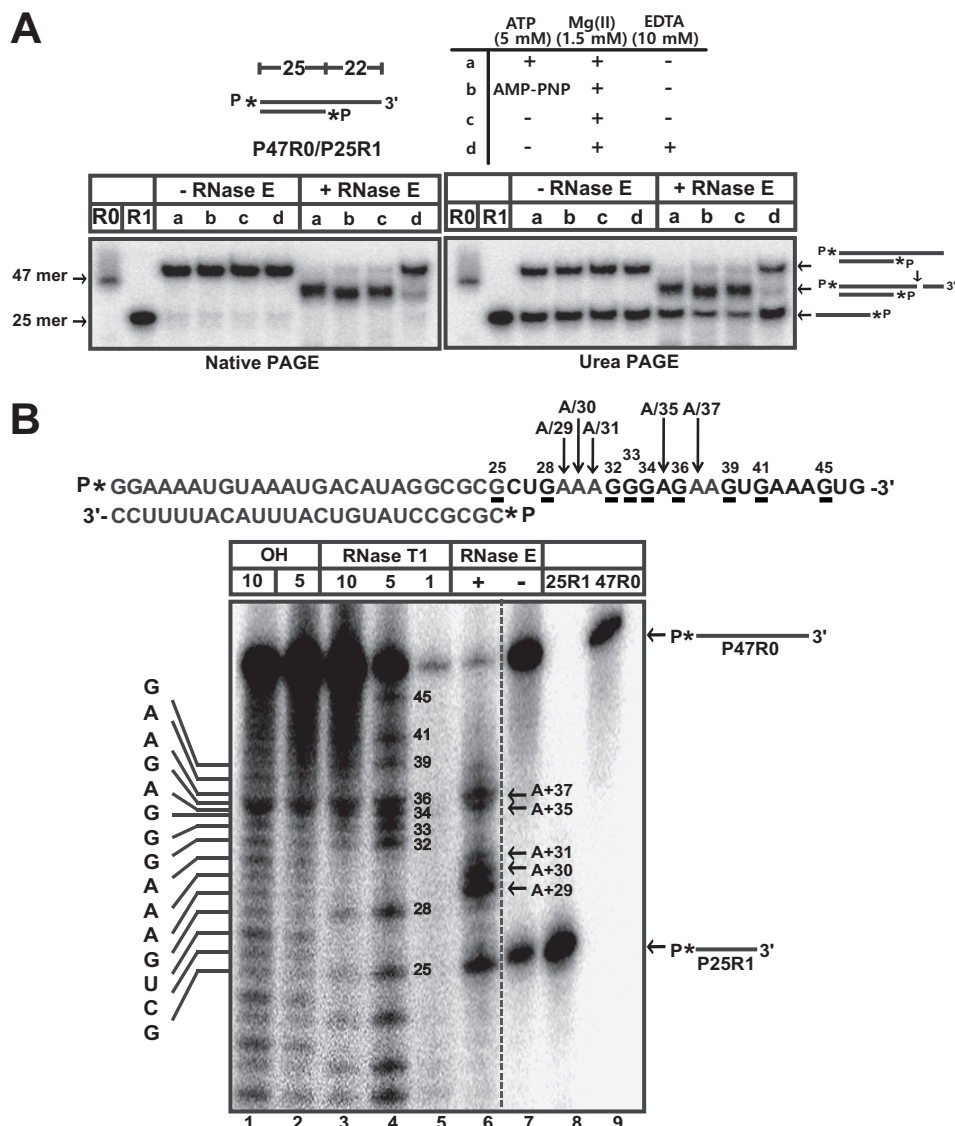 A
ATP Mg(II) EDTA
(5 mM) (1.5 mM) (10 mM)
a + + -
b AMP-PNP + -
c - + -
d - + +
25 22
P* 3'
*P
P47R0/P25R1
- RNase E + RNase E - RNase E + RNase E
R0 R1 a b c d a b c d R0 R1 a b c d a b c d
47 mer →
25 mer →
P*
*P
P* 3'
*P
*P
Native PAGE Urea PAGE
B
A/30 A/35 A/37
A/29 A/31
25 28 32 33 34 36 39 41 45
P* GGAAAAUGUAAAUGACAUAGGCGCGCUGAAAGGGAGAAGUGAAAGUG -3'
3'- CCUUUUACAUUUACUGUAUCCGCGC*P
OH RNase T1 RNase E
10 5 10 5 1 + - 25R1 47R0
← P* 3'
P47R0
G
A
A
G
A
G
G
G
A
A
A
G
U
C
G
45
41
39
36
34
33
32
28
25
← A+37
← A+35
← A+31
← A+30
← A+29
← P* 3'
P25R1
1 2 3 4 5 6 7 8 9